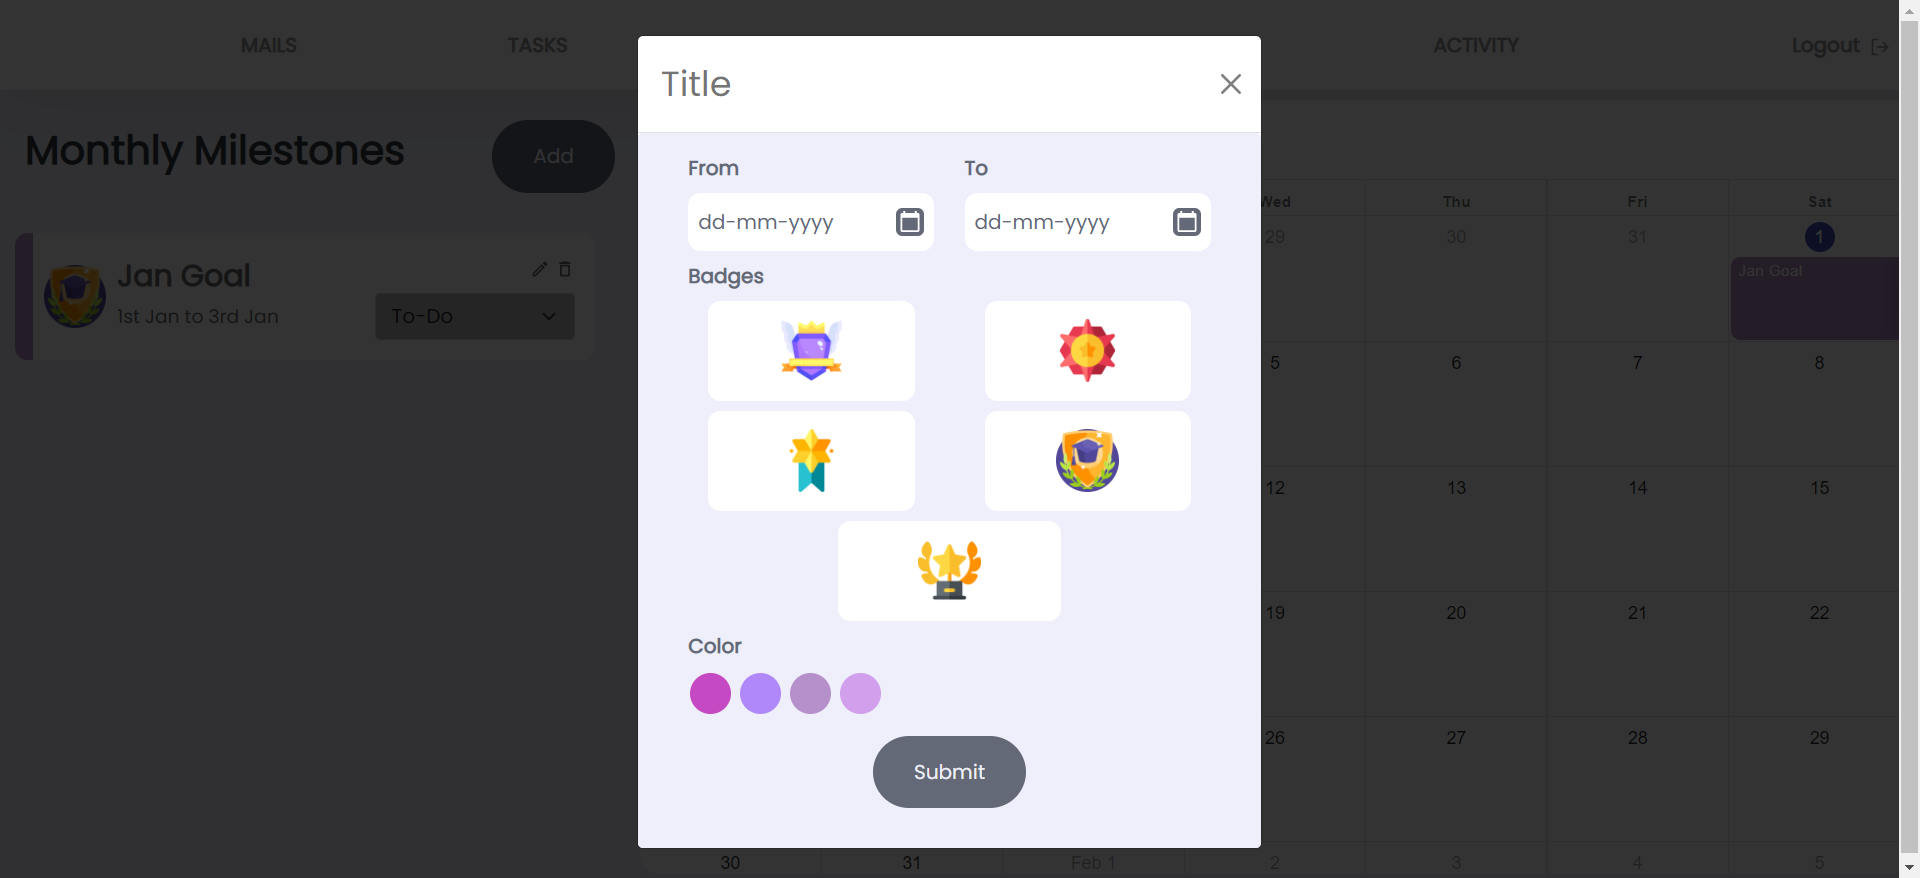 MAILS
TASKS
ACTIVITY
Logout
Monthly Milestones
Add
Jan Goal
1st Jan to 3rd Jan
To-Do
Title
From
To
dd-mm-yyyy
dd-mm-yyyy
Badges
Color
Submit
Wed
Thu
Fri
Sat
29
30
31
1
Jan Goal
5
6
7
8
12
13
14
15
19
20
21
22
26
27
28
29
30
31
Feb 1
2
3
4
5